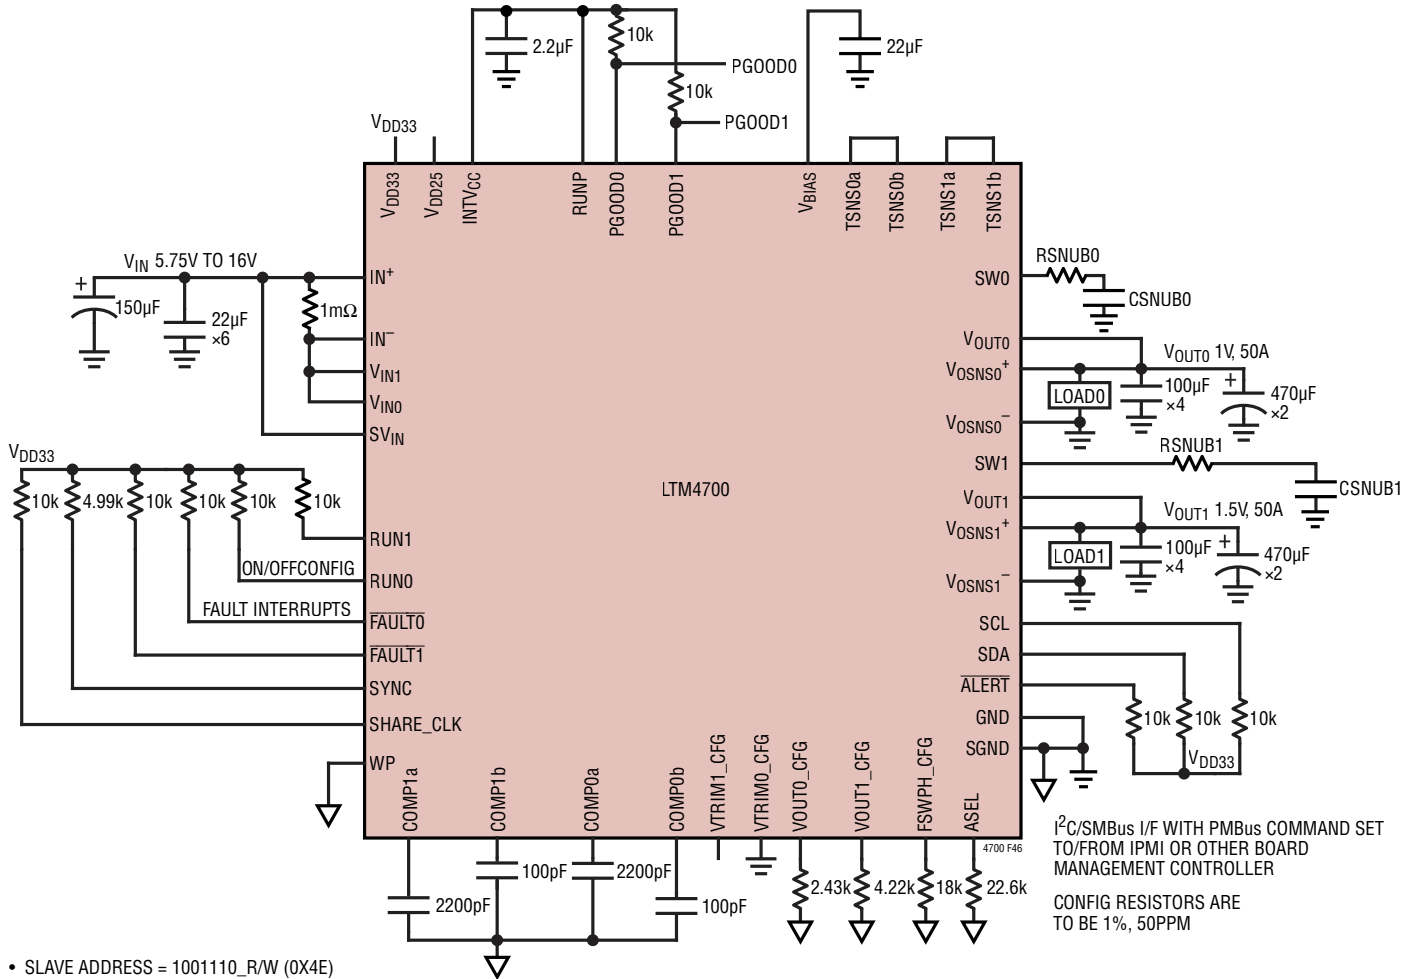 2.2µF
10k
PGOOD0
10k
PGOOD1
22µF
VDD33
VDD33
VDD25
INTVCC
RUNP
PGOOD0
PGOOD1
VBIAS
TSNS0a
TSNS0b
TSNS1a
TSNS1b
VIN 5.75V TO 16V
+
150µF
22µF
×6
1mΩ
IN+
IN–
VIN1
VIN0
SVIN
VDD33
10k
4.99k
10k
10k
10k
10k
RUN1
ON/OFFCONFIG
RUN0
FAULT INTERRUPTS
FAULT0
FAULT1
SYNC
SHARE_CLK
WP
LTM4700
SW0
RSNUB0
CSNUB0
VOUT0
VOSNS0+
VOUT0 1V, 50A
LOAD0
100µF
×4
+
470µF
×2
VOSNS0–
SW1
RSNUB1
CSNUB1
VOUT1
VOSNS1+
VOUT1 1.5V, 50A
LOAD1
100µF
×4
+
470µF
×2
VOSNS1–
SCL
SDA
ALERT
GND
SGND
10k
10k
10k
VDD33
COMP1a
COMP1b
COMP0a
COMP0b
VTRIM1_CFG
VTRIM0_CFG
VOUT0_CFG
VOUT1_CFG
FSWPH_CFG
ASEL
4700 F46
2200pF
100pF
2200pF
100pF
2.43k
4.22k
18k
22.6k
I2C/SMBus I/F WITH PMBus COMMAND SET
TO/FROM IPMI OR OTHER BOARD
MANAGEMENT CONTROLLER
CONFIG RESISTORS ARE
TO BE 1%, 50PPM
• SLAVE ADDRESS = 1001110_R/W (0X4E)